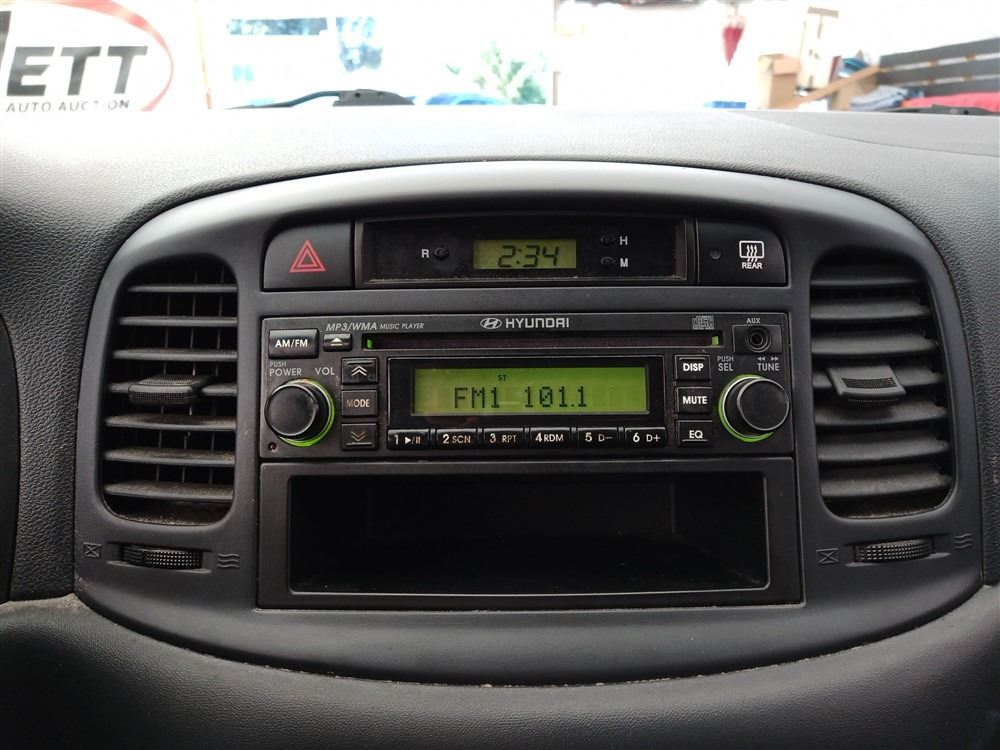 ETT
AUTO AUCTION
R 2:34 H
M
REAR
MP3/WMA MUSIC PLAYER HYUNDAI
AM/FM
AUX
PUSH
POWER VOL
DISP
PUSH
SEL TUNE
ST
FM1 101.1
MODE
MUTE
1 2 SCN 3 RPT 4 RDM 5 D- 6 D+
EQ